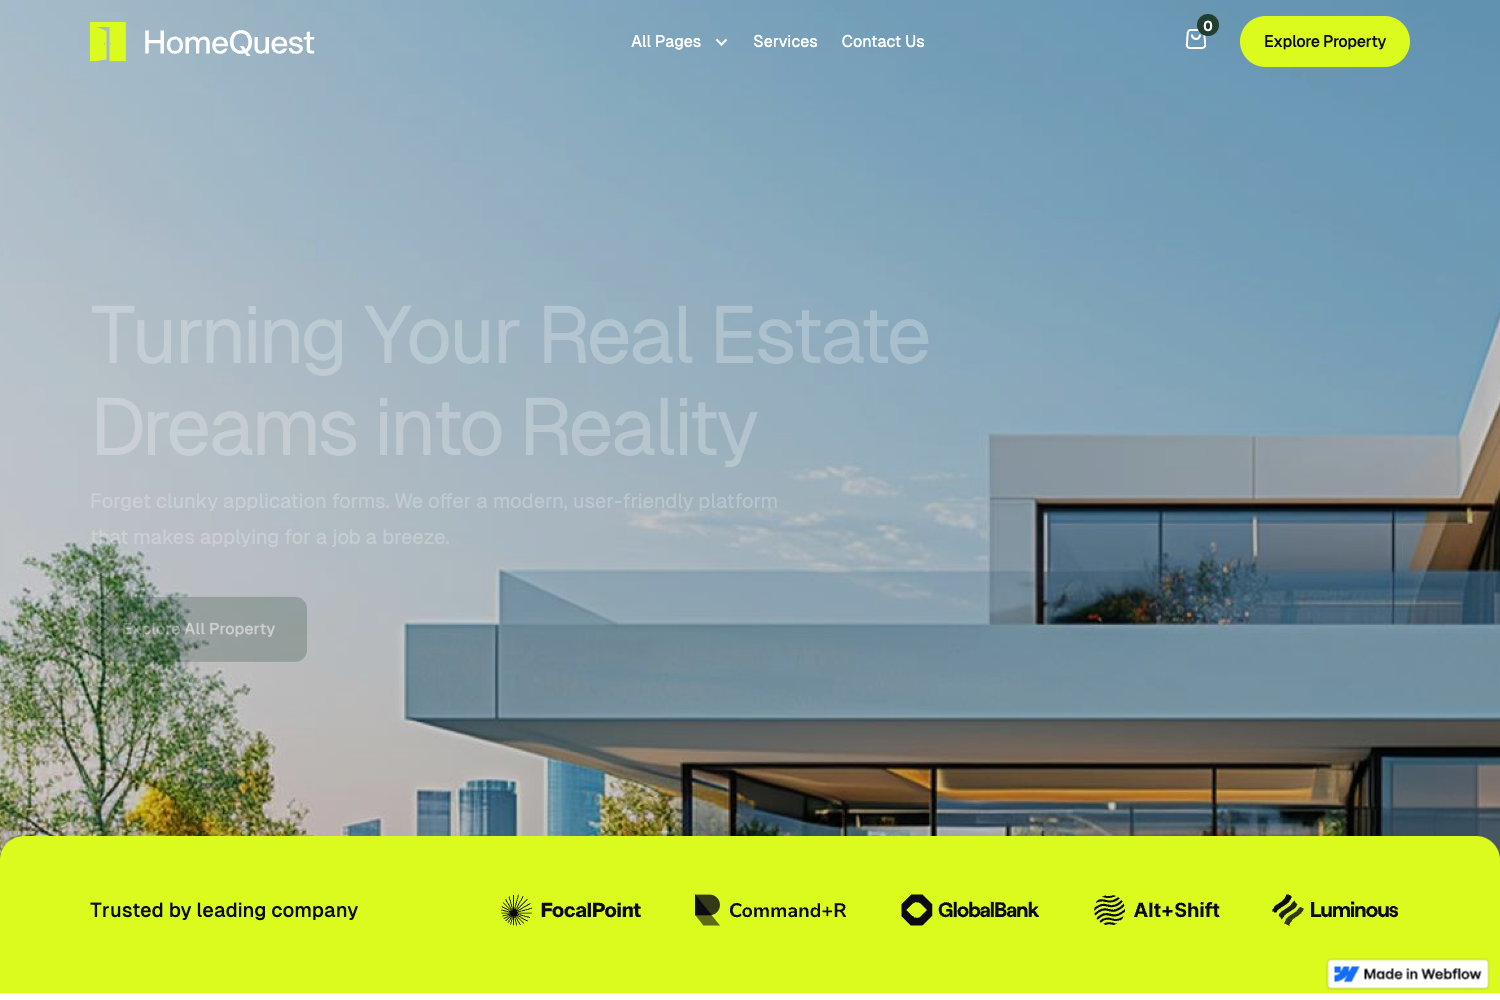 HomeQuest
All Pages
Services
Contact Us
0
Explore Property
Turning Your Real Estate
Dreams into Reality
Forget clunky application forms. We offer a modern, user-friendly platform
that makes applying for a job a breeze.
Explore All Property
Trusted by leading company
FocalPoint
Command+R
GlobalBank
Alt+Shift
Luminous
Made in Webflow